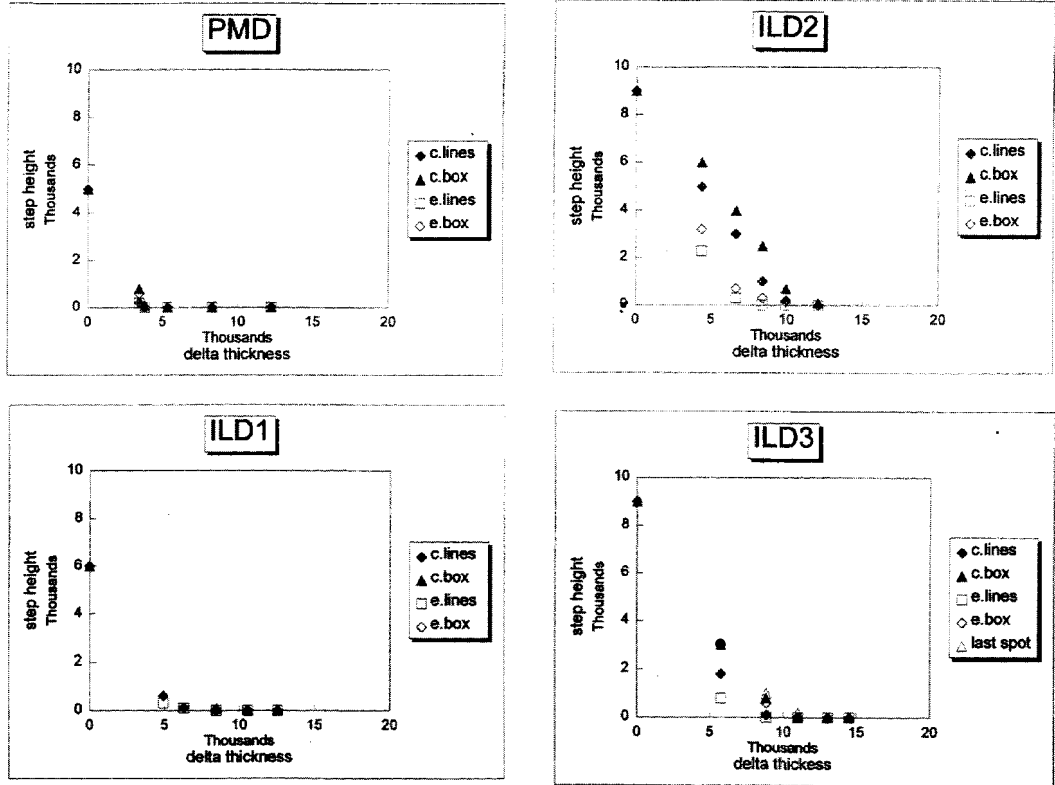 PMD
10
8
6
4
2
0
step height
Thousands
0 5 10 15 20
Thousands
delta thickness
c.lines
c.box
e.lines
e.box
ILD2
10
8
6
4
2
0
step height
Thousands
0 5 10 15 20
Thousands
delta thickness
c.lines
c.box
e.lines
e.box
ILD1
10
8
6
4
2
0
step height
Thousands
0 5 10 15 20
Thousands
delta thickness
c.lines
c.box
e.lines
e.box
ILD3
10
8
6
4
2
0
step height
Thousands
0 5 10 15 20
Thousands
delta thickess
c.lines
c.box
e.lines
e.box
last spot